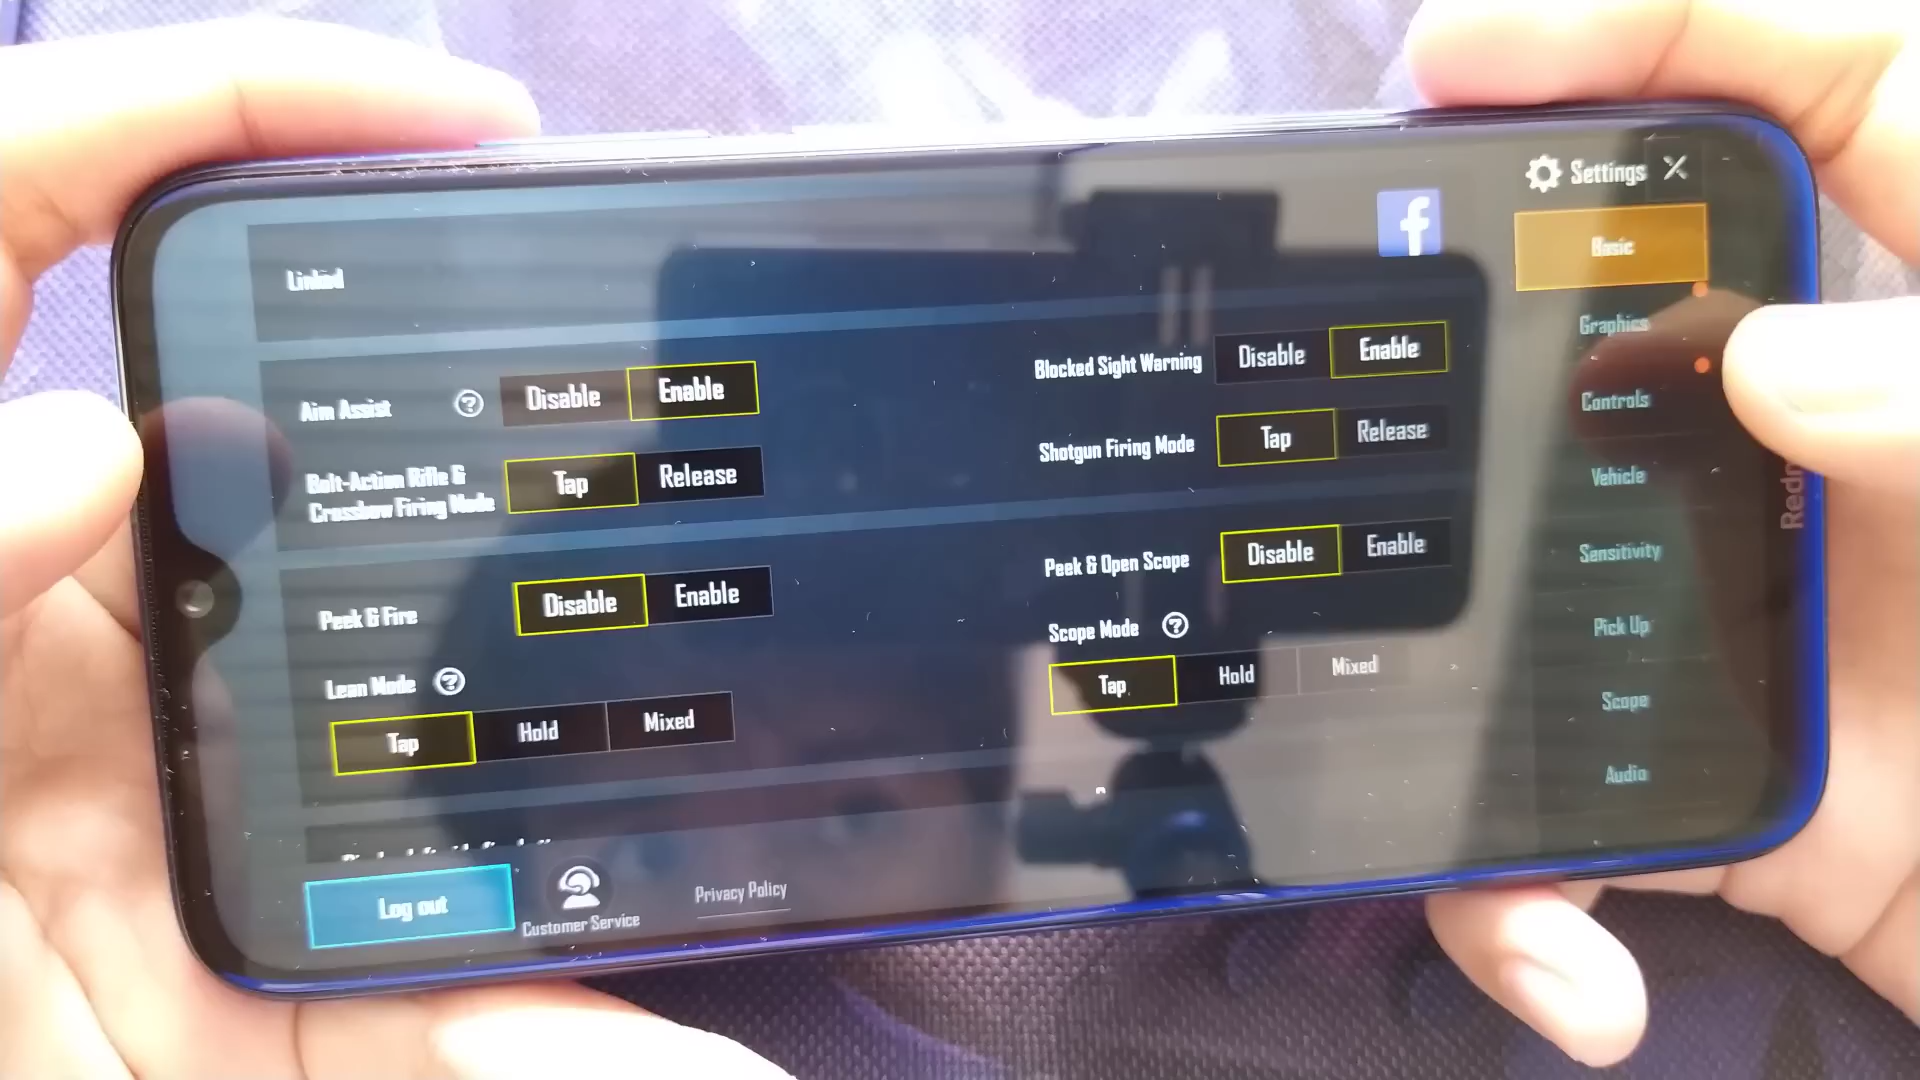 Settings
Linked
f
Basic
Graphics
Controls
Vehicle
Sensitivity
Pick Up
Scope
Audio
Aim Assist ? Disable Enable
Blocked Sight Warning Disable Enable
Bolt-Action Rifle &
Crossbow Firing Mode
Tap Release
Shotgun Firing Mode Tap Release
Peek & Fire Disable Enable
Peek & Open Scope Disable Enable
Lean Mode ?
Tap Hold Mixed
Scope Mode ?
Tap Hold Mixed
Log out
Customer Service
Privacy Policy
Redm